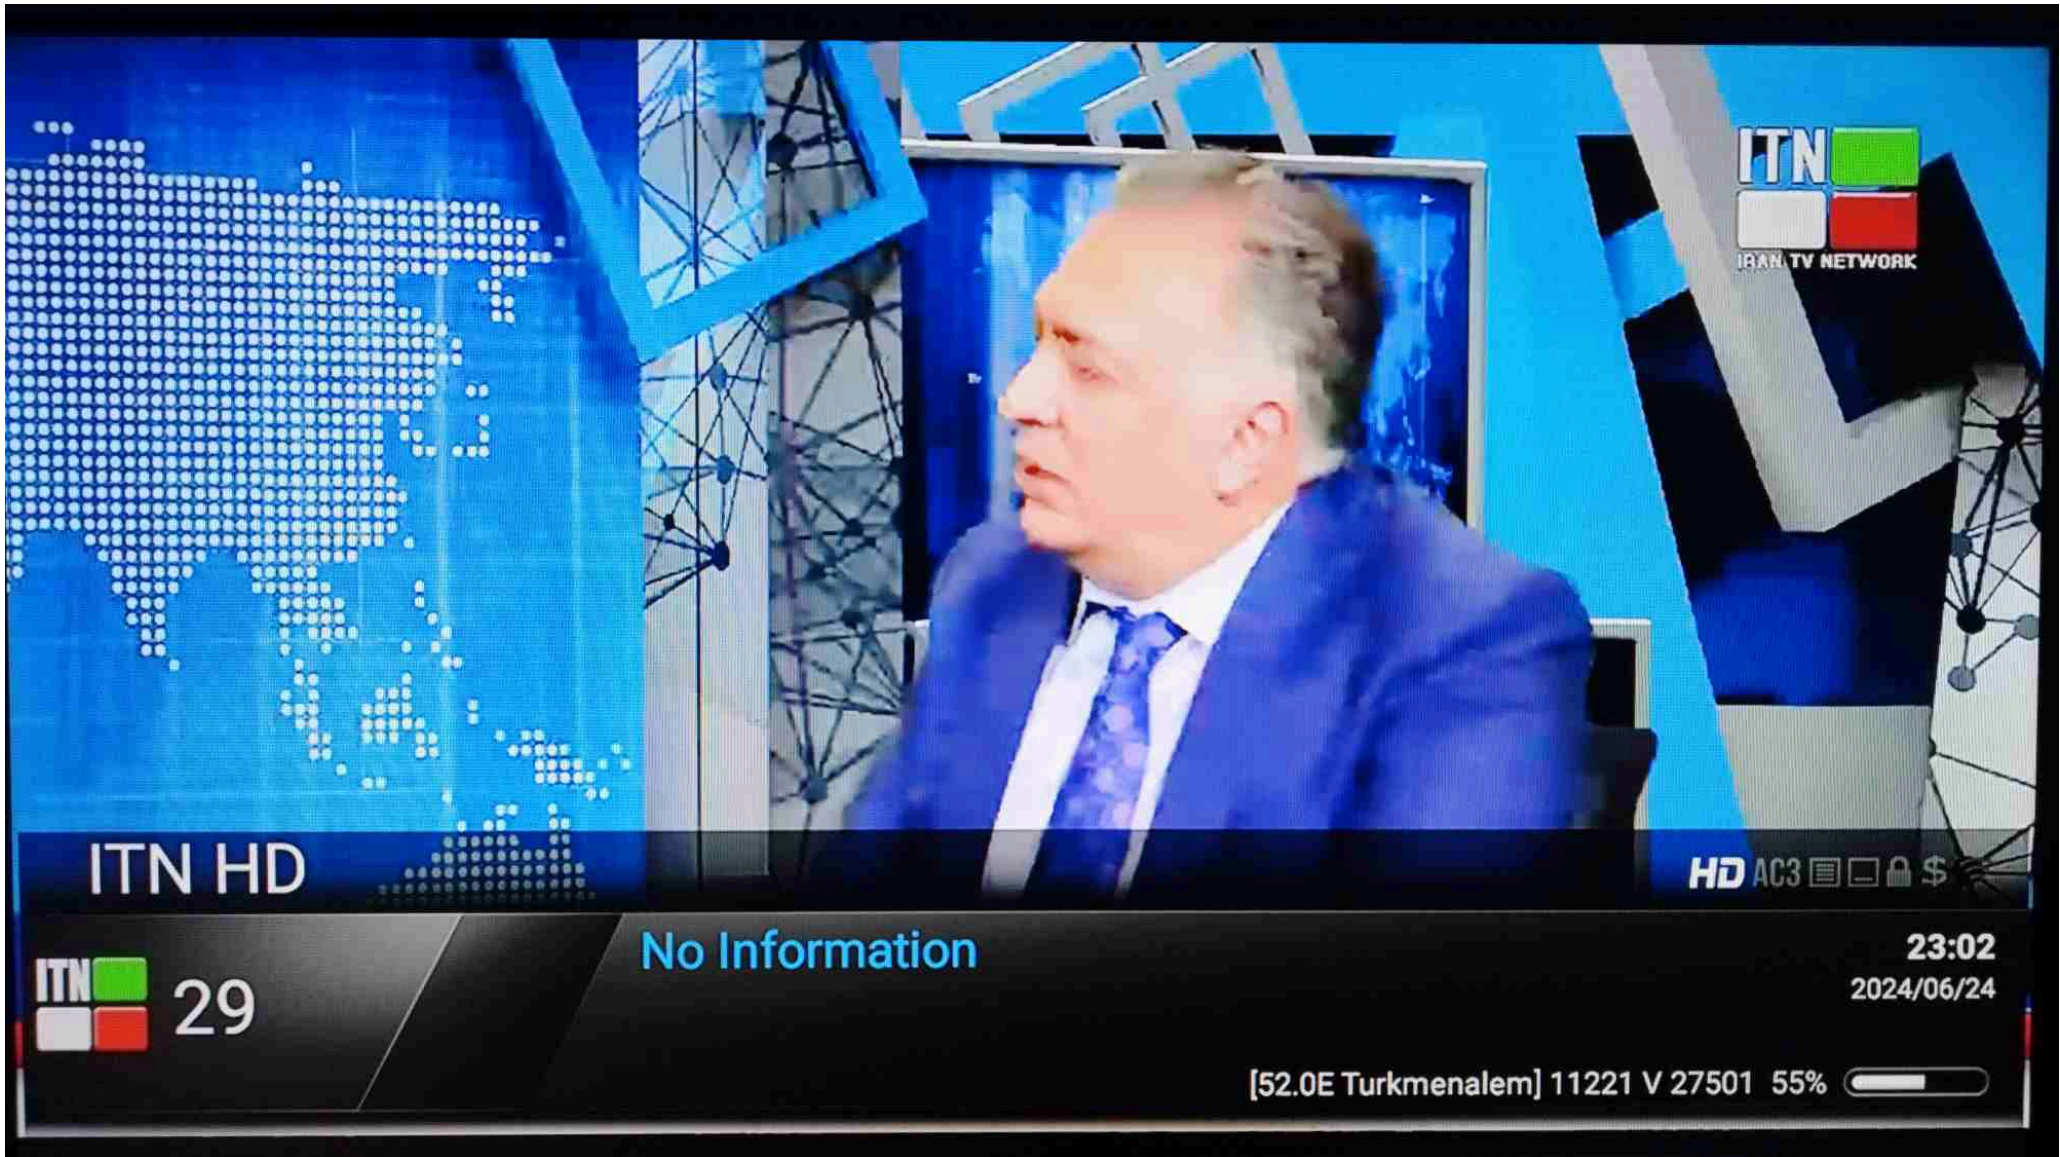 ITN
IRAN TV NETWORK
ITN HD
HD AC3 $
ITN
29
No Information
23:02
2024/06/24
[52.0E Turkmenalem] 11221 V 27501 55%